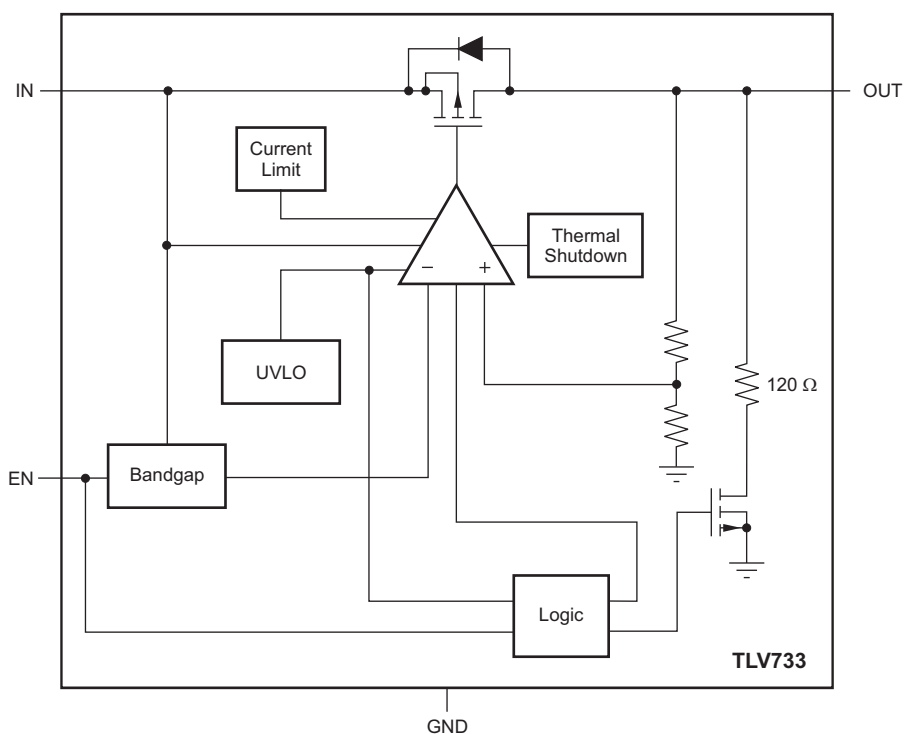 IN
OUT
Current
Limit
Thermal
Shutdown
−
+
UVLO
120 Ω
EN
Bandgap
Logic
TLV733
GND